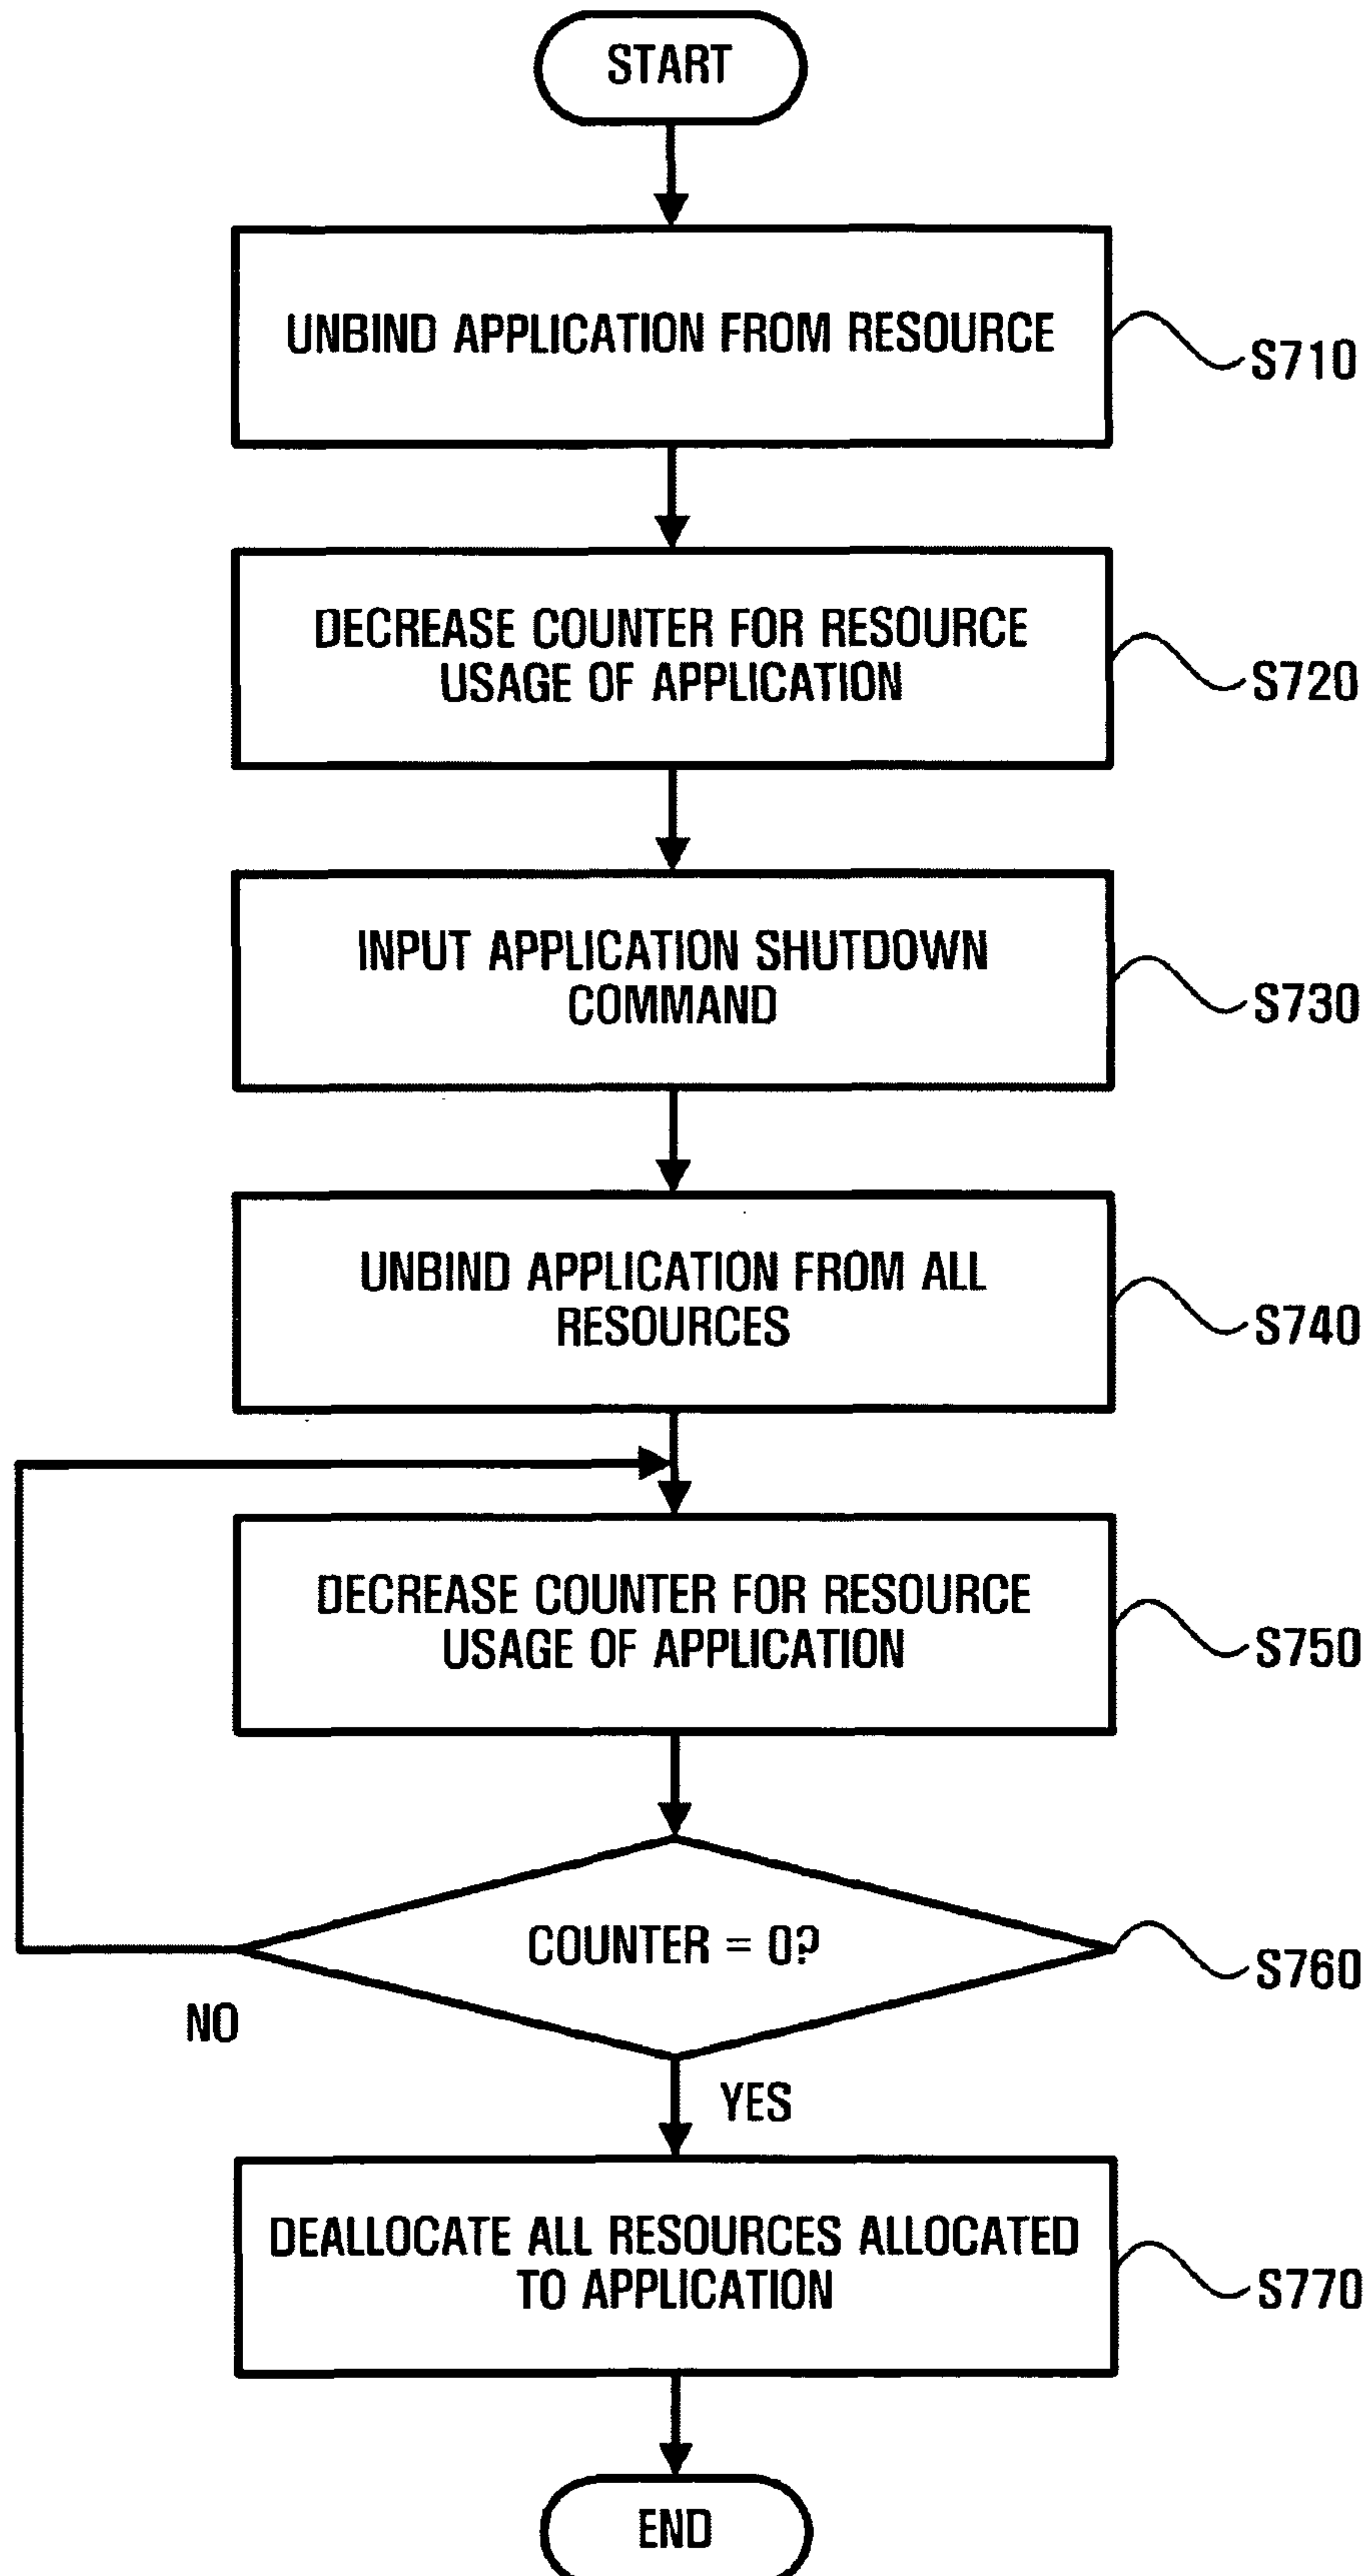 START
UNBIND APPLICATION FROM RESOURCE
S710
DECREASE COUNTER FOR RESOURCE
USAGE OF APPLICATION
S720
INPUT APPLICATION SHUTDOWN
COMMAND
S730
UNBIND APPLICATION FROM ALL
RESOURCES
S740
DECREASE COUNTER FOR RESOURCE
USAGE OF APPLICATION
S750
COUNTER = 0?
S760
NO
YES
DEALLOCATE ALL RESOURCES ALLOCATED
TO APPLICATION
S770
END